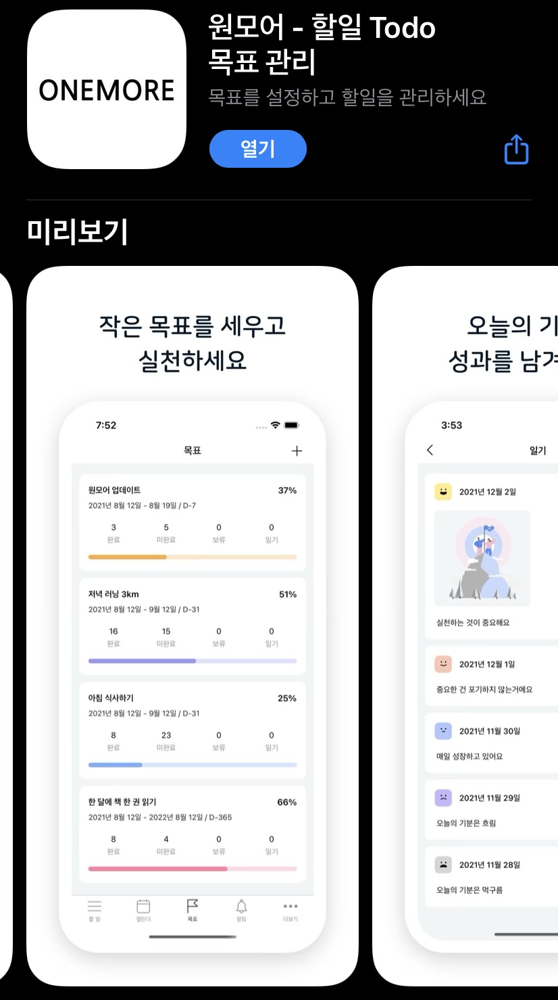 ONEMORE
원모어 - 할일 Todo
목표 관리
목표를 설정하고 할일을 관리하세요
열기
미리보기
작은 목표를 세우고
실천하세요
7:52
목표
원모어 업데이트 37%
2021년 8월 12일 - 8월 19일 / D-7
3 5 0 0
완료 미완료 보류 일기
저녁 러닝 3km 51%
2021년 8월 12일 - 9월 12일 / D-31
16 15 0 0
완료 미완료 보류 일기
아침 식사하기 25%
2021년 8월 12일 - 9월 12일 / D-31
8 23 0 0
완료 미완료 보류 일기
한 달에 책 한 권 읽기 66%
2021년 8월 12일 - 2022년 8월 12일 / D-365
8 4 0 0
완료 미완료 보류 일기
할 일 캘린더 목표 알림 더보기
오늘의 기
성과를 남겨
3:53
일기
2021년 12월 2일
실천하는 것이 중요해요
2021년 12월 1일
중요한 건 포기하지 않는거에요
2021년 11월 30일
매일 성장하고 있어요
2021년 11월 29일
오늘의 기분은 흐림
2021년 11월 28일
오늘의 기분은 먹구름